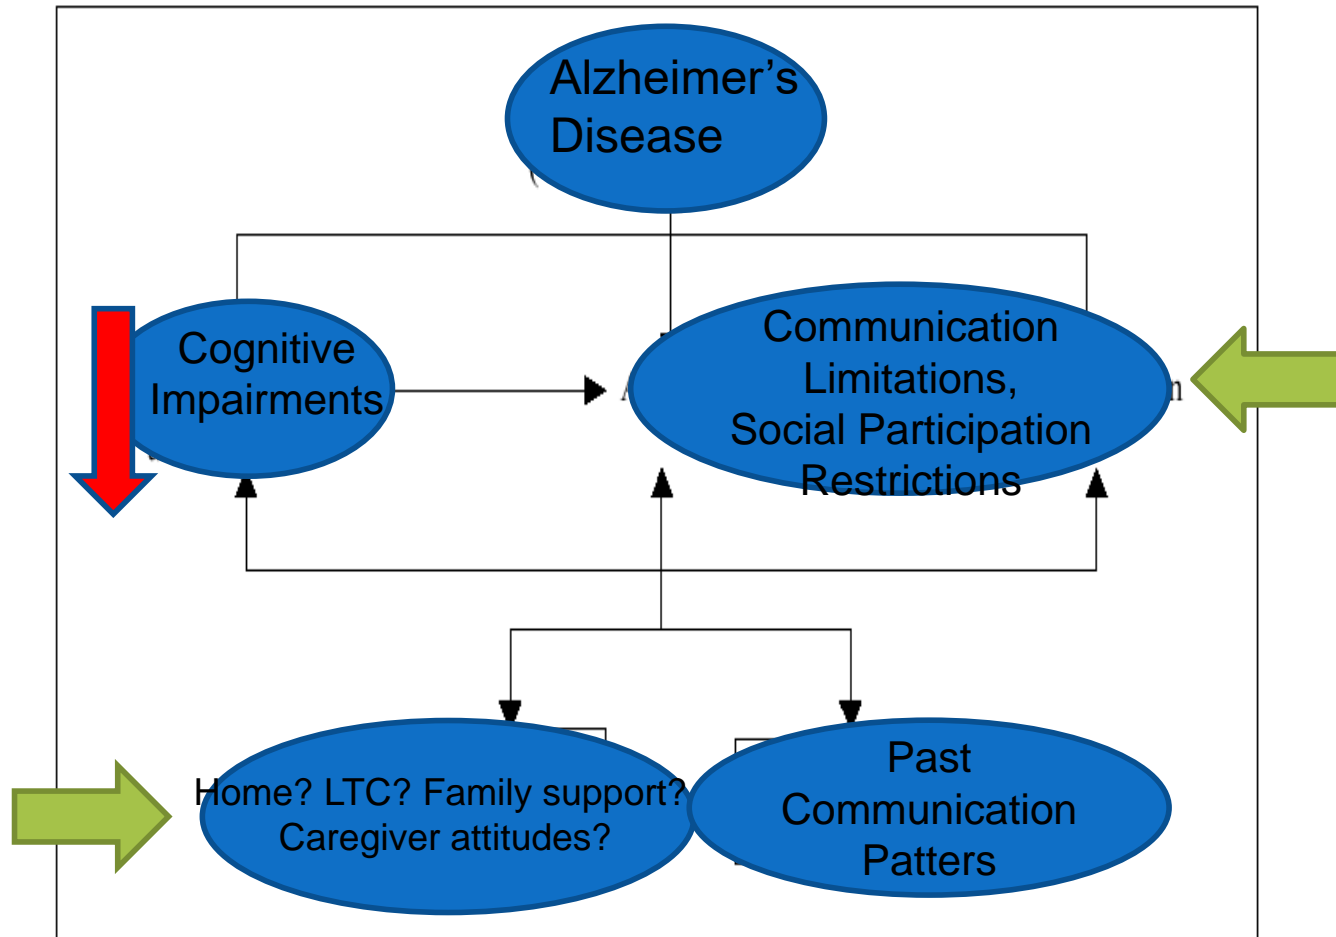 Alzheimer's
Disease
(
Cognitive
Impairments
Communication
Limitations,
Social Participation
Restrictions
n
Home? LTC? Family support?
Caregiver attitudes?
Past
Communication
Patters